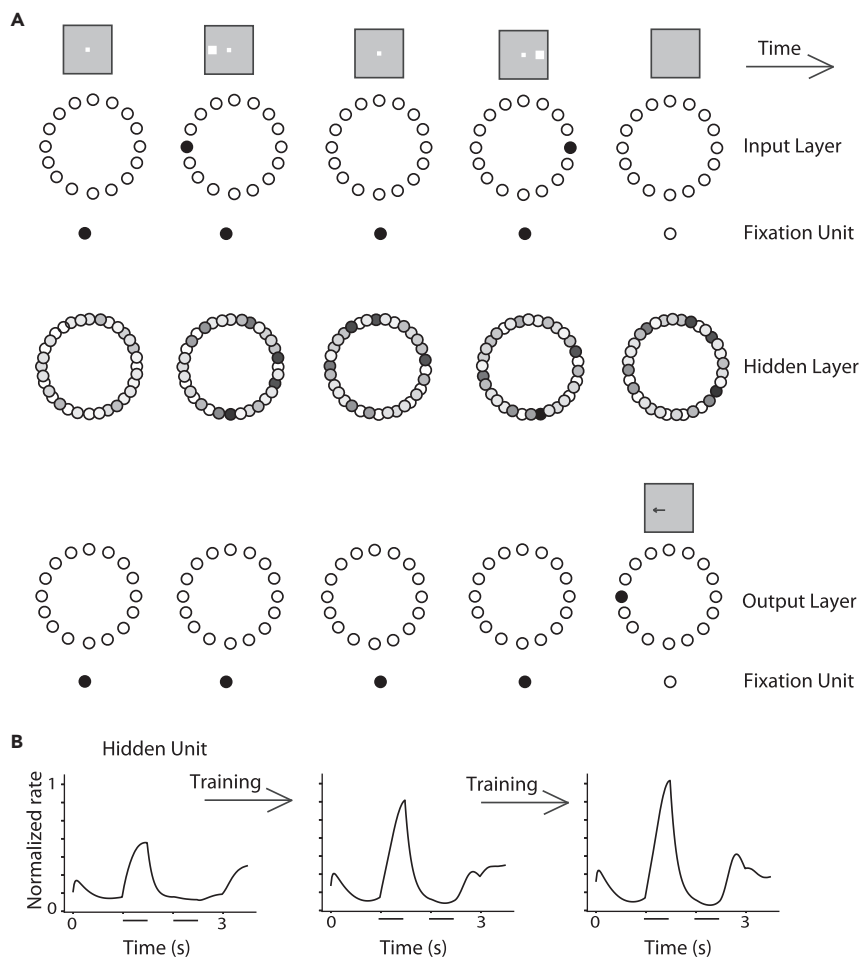 A
Time
Input Layer
Fixation Unit
Hidden Layer
Output Layer
Fixation Unit
B
Hidden Unit
Training
Training
Normalized rate
1
0
0
3
0
3
0
3
Time (s)
Time (s)
Time (s)